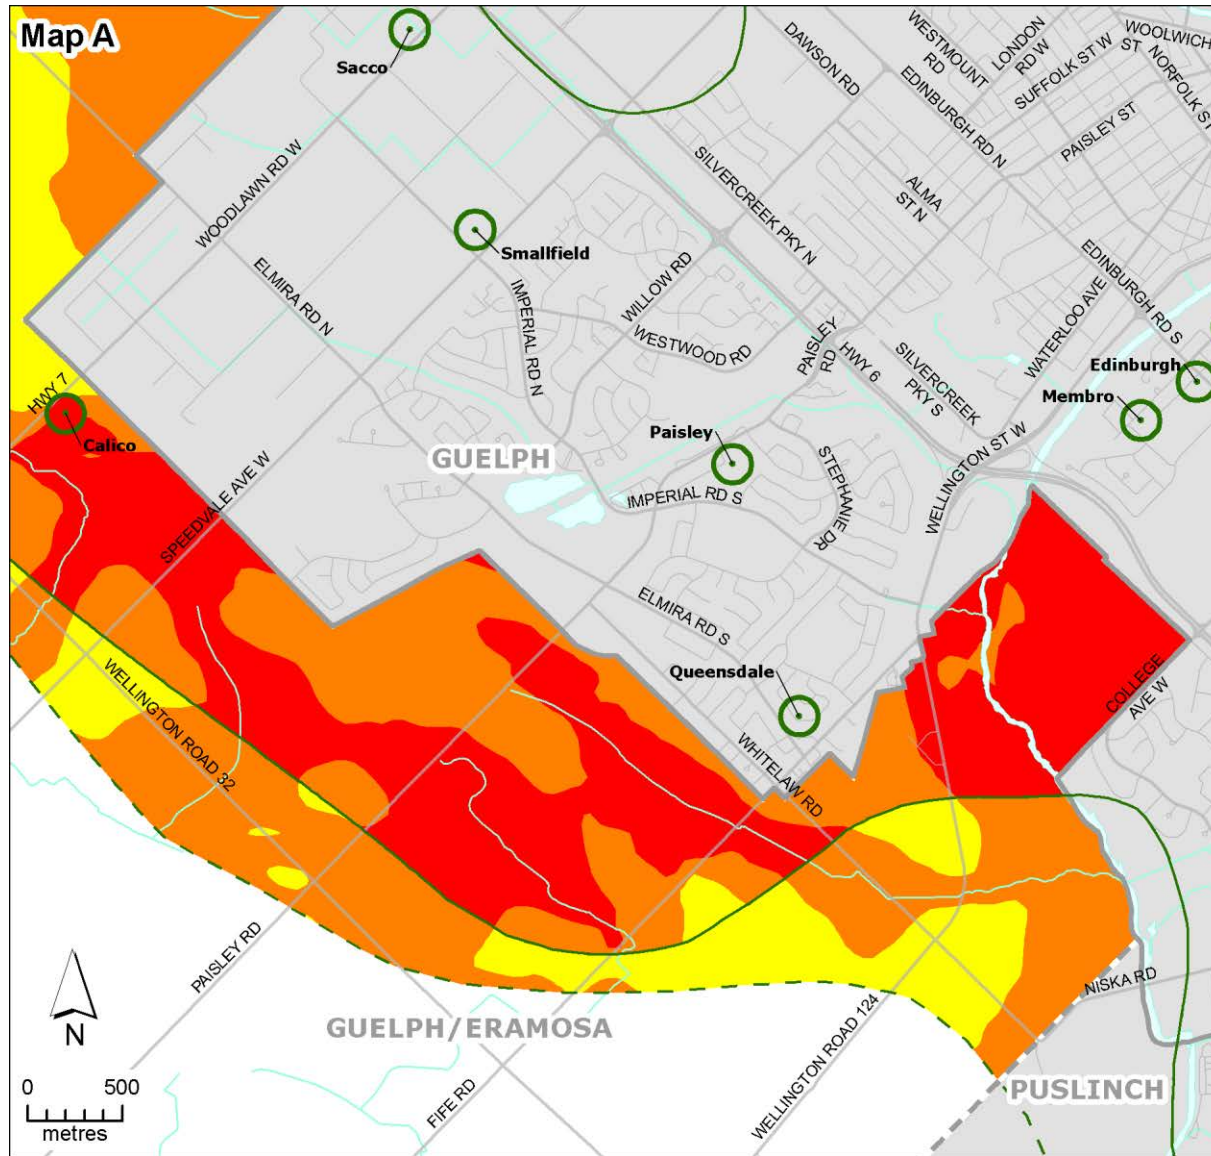 Map A
Sacco
DAWSON RD
WESTMOUNT
RD
LONDON
RD W
WOOLWICH
ST
SUFFOLK ST W
NORFOLK ST
EDINBURGH RD N
PAISLEY ST
WOODLAWN RD W
SILVERCREEK PKY N
ALMA
ST N
Smallfield
ELMIRA RD N
IMPERIAL RD N
WILLOW RD
WESTWOOD RD
EDINBURGH RD S
WATERLOO AVE
PAISLEY
RD
HWY 6
SILVERCREEK
PKY S
HWY 7
Edinburgh
Membro
Calico
GUELPH
Paisley
STEPHANIE DR
WELLINGTON ST W
IMPERIAL RD S
SPEEDVALE AVE W
ELMIRA RD S
Queensdale
COLLEGE
AVE W
WELLINGTON ROAD 32
WHITELAW RD
PAISLEY RD
NISKA RD
N
GUELPH/ERAMOSA
WELLINGTON ROAD 124
FIFE RD
PUSLINCH
0 500
metres